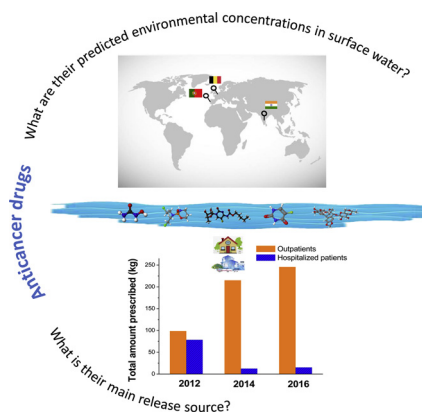 What are their predicted environmental concentrations in surface water?
Anticancer drugs
Outpatients
Hospitalized patients
Total amount prescribed (kg)
250
200
150
100
50
0
2012 2014 2016
What is their main release source?